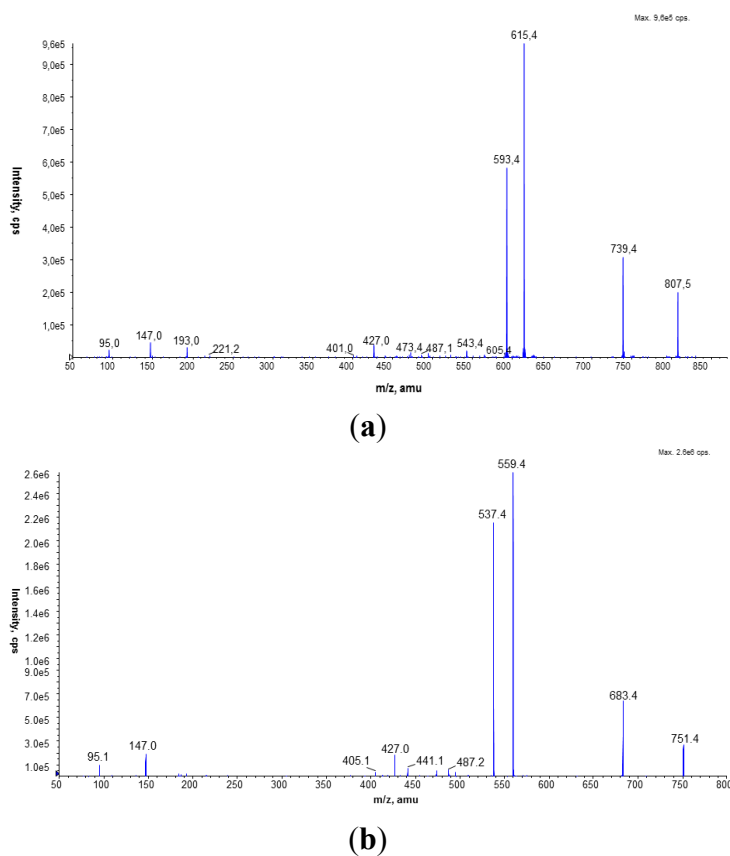 Max. 9,6e5 cps.
9,6e5
9,0e5
8,0e5
7,0e5
6,0e5
5,0e5
4,0e5
3,0e5
2,0e5
1,0e5
Intensity, cps
615,4
593,4
739,4
807,5
95,0
147,0
193,0
221,2
401,0
427,0
473,4
487,1
543,4
605,4
50 100 150 200 250 300 350 400 450 500 550 600 650 700 750 800 850
m/z, amu
(a)
Max. 2.6e6 cps.
2.6e6
2.4e6
2.2e6
2.0e6
1.8e6
1.6e6
1.4e6
1.2e6
1.0e6
9.0e5
7.0e5
5.0e5
3.0e5
1.0e5
Intensity, cps
559.4
537.4
683.4
751.4
95.1
147.0
405.1
427.0
441.1
487.2
50 100 150 200 250 300 350 400 450 500 550 600 650 700 750 800
m/z, amu
(b)